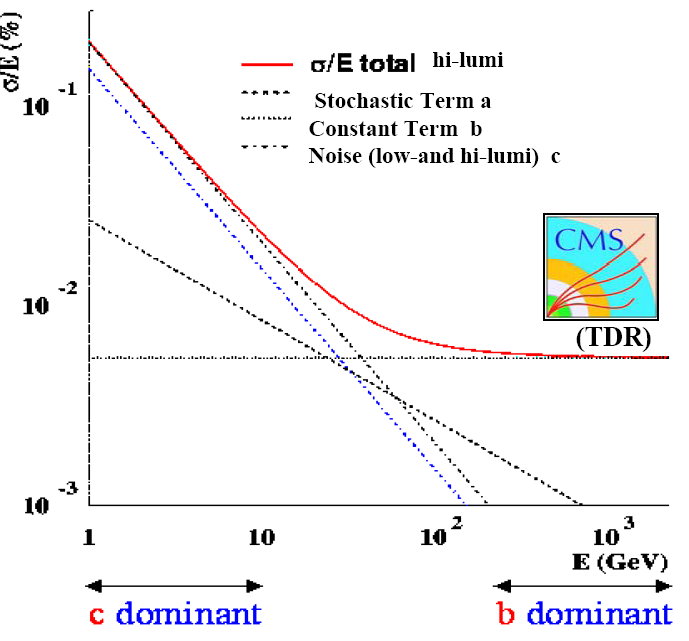 σ/E (%)
σ/E total hi-lumi
Stochastic Term a
Constant Term b
Noise (low-and hi-lumi) c
10 -1
10 -2
10 -3
CMS
(TDR)
1 10 10 2 10 3
E (GeV)
c dominant b dominant